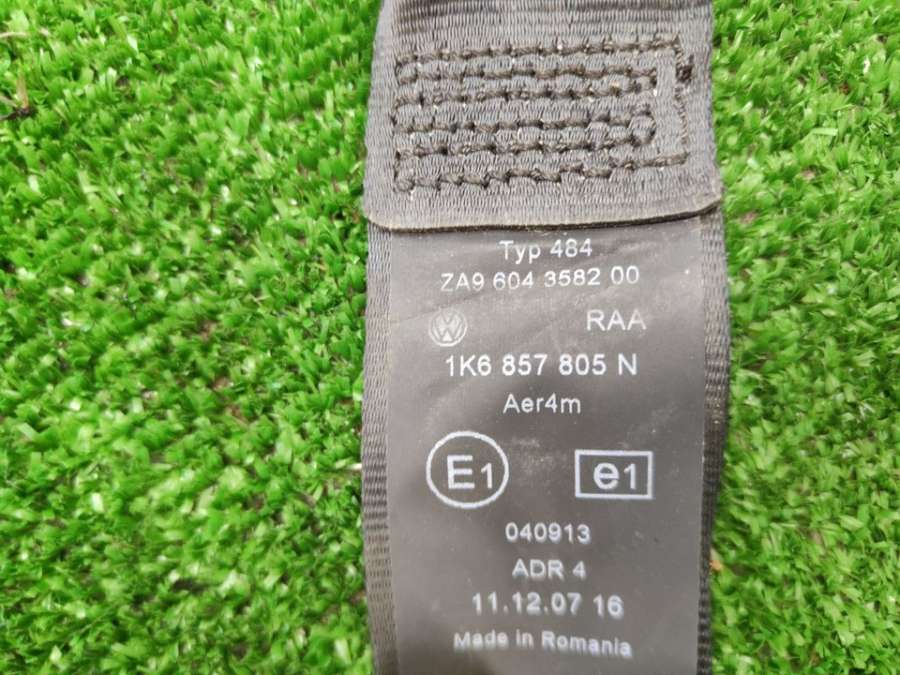 Typ 484
ZA9 604 3582 00
RAA
1K6 857 805 N
Aer4m
E1 e1
040913
ADR 4
11.12.07 16
Made in Romania